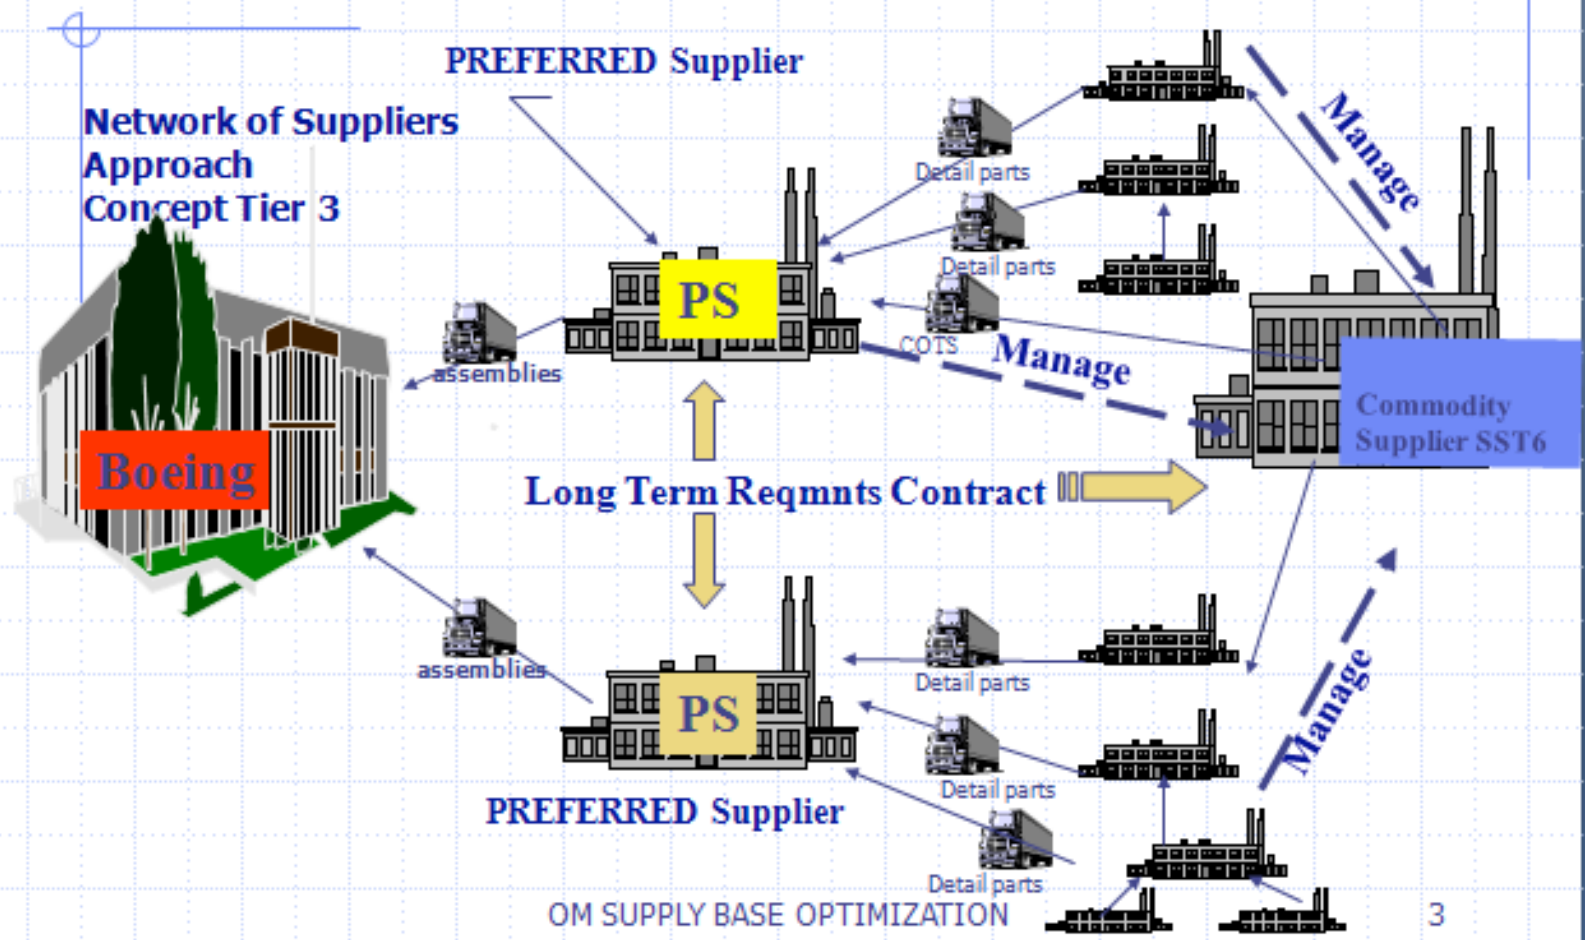 PREFERRED Supplier
Network of Suppliers
Approach
Concept Tier 3
Manage
Detail parts
Detail parts
PS
COTS
Manage
assemblies
Commodity
Supplier SST6
Boeing
Long Term Reqmnts Contract
assemblies
Detail parts
Manage
PS
Detail parts
PREFERRED Supplier
Detail parts
OM SUPPLY BASE OPTIMIZATION
3